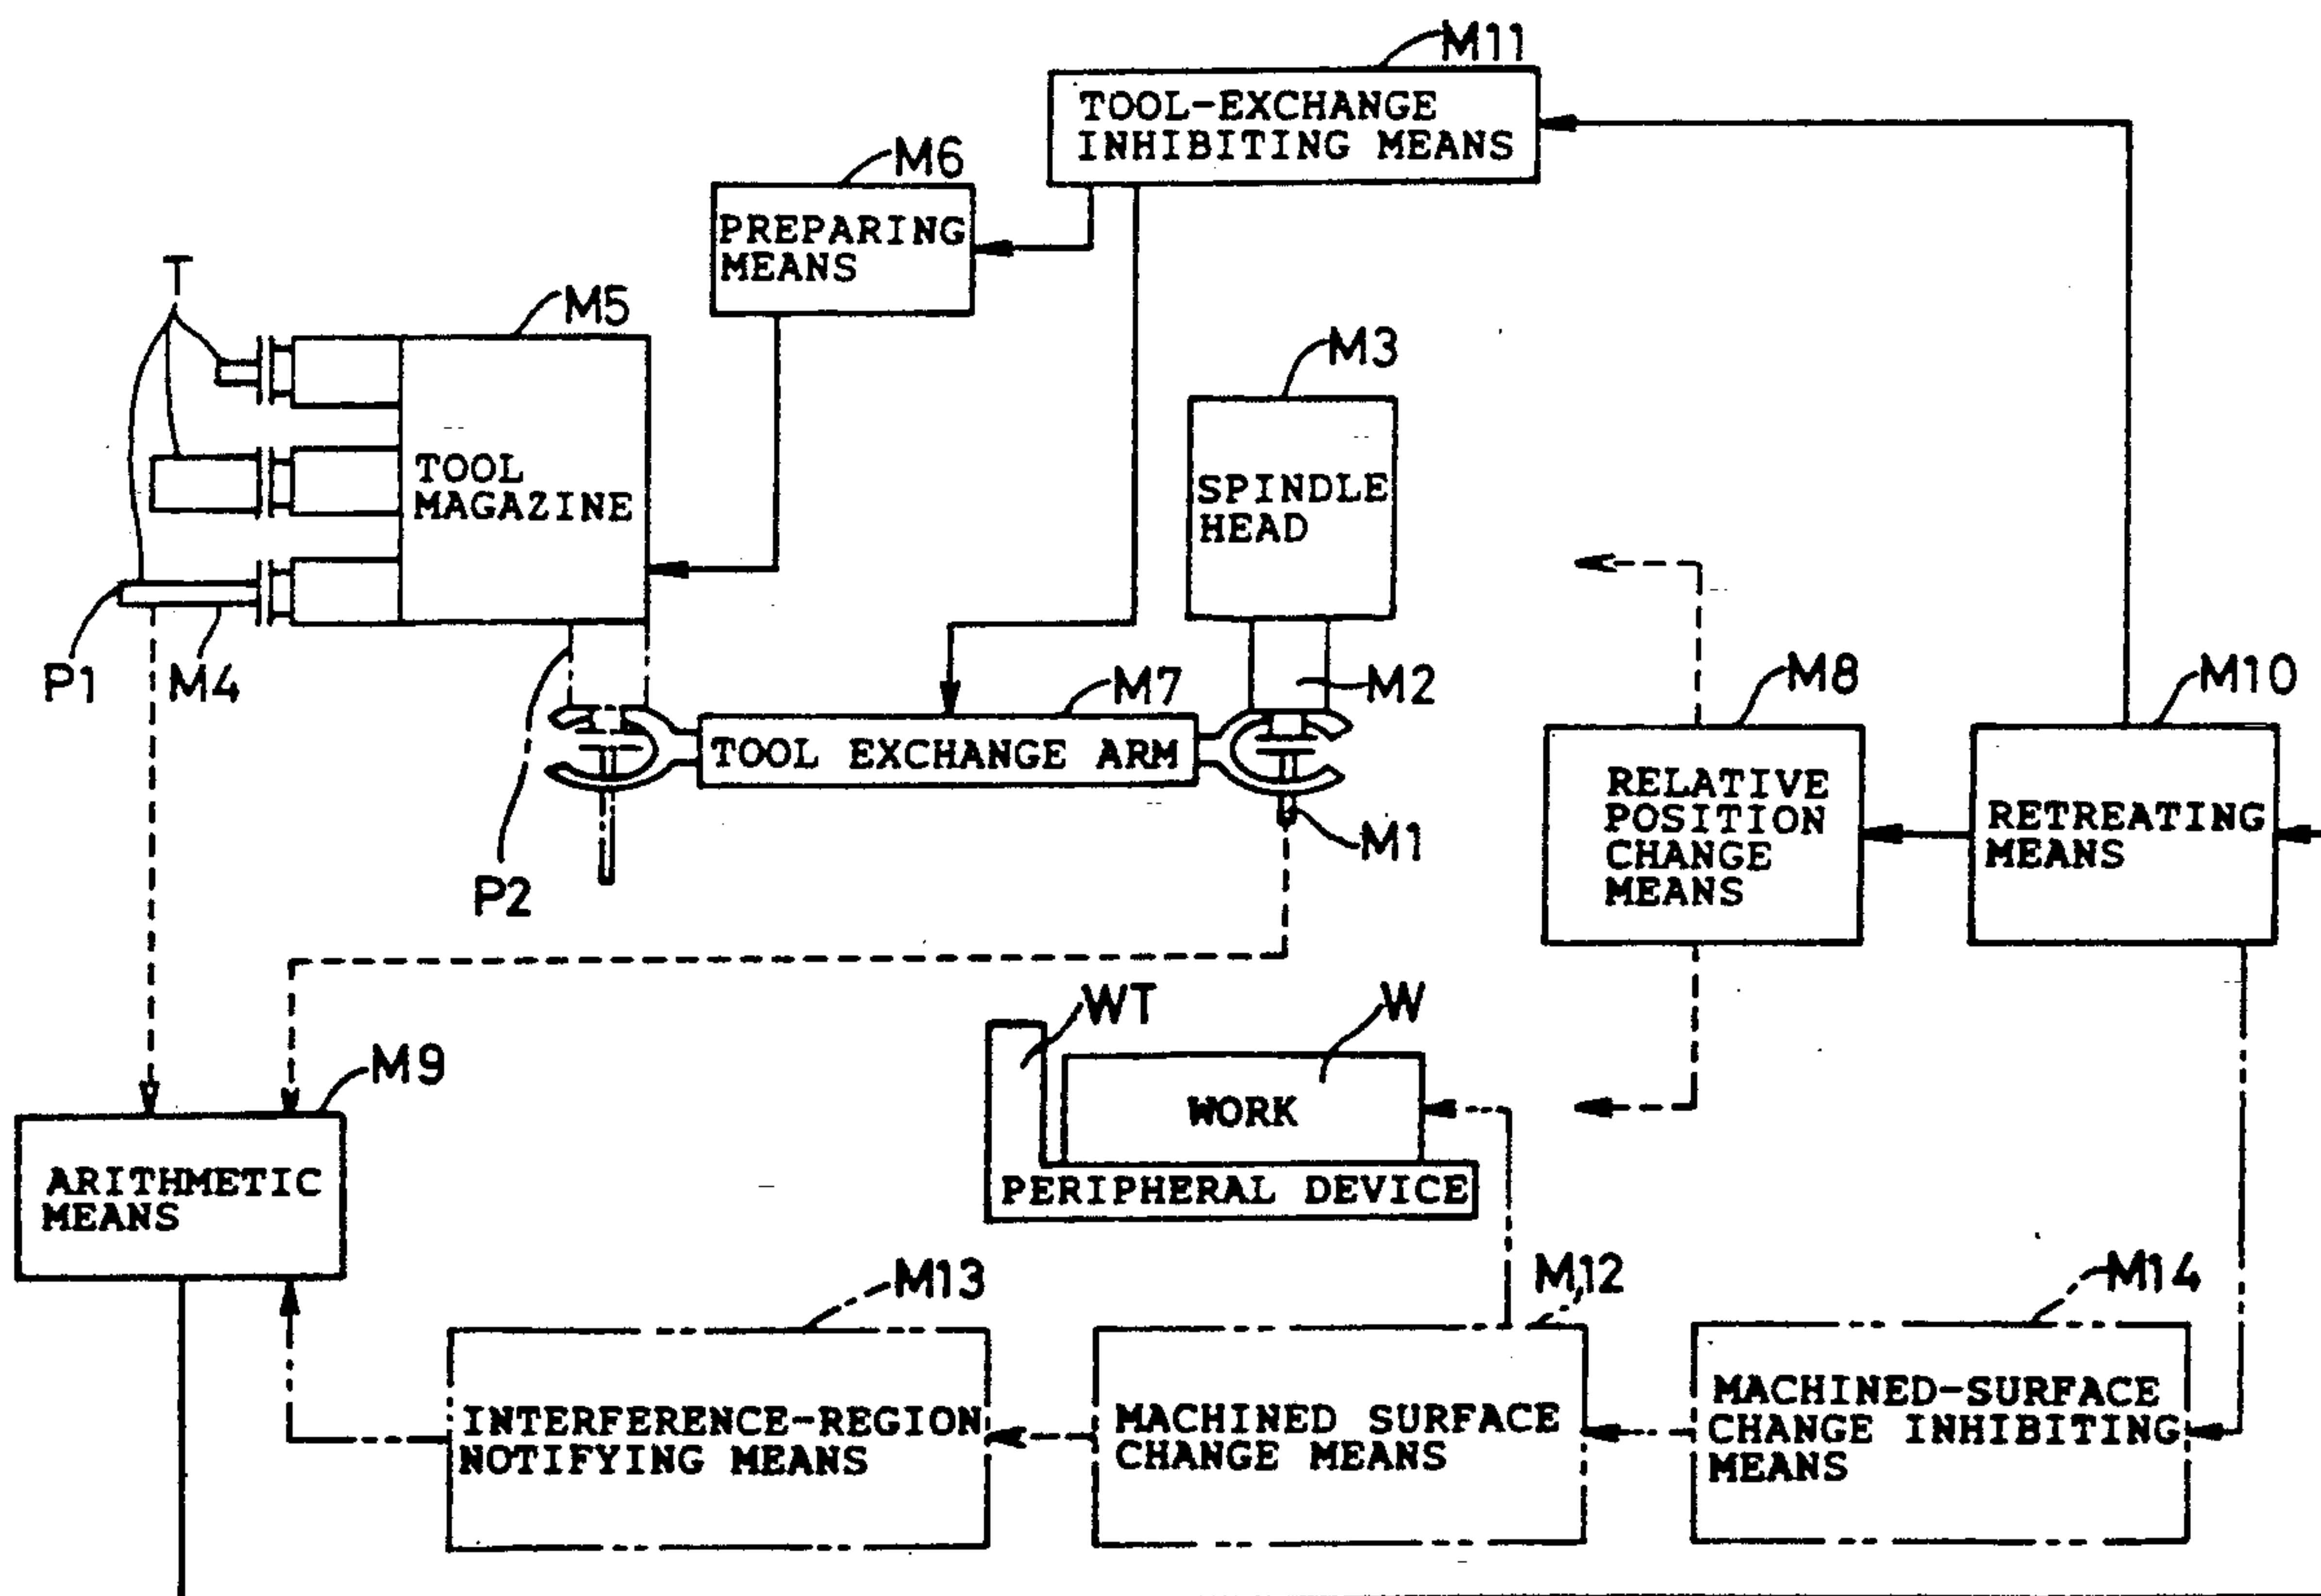 M11
TOOL-EXCHANGE
INHIBITING MEANS
M6
PREPARING
MEANS
T
M5
TOOL
MAGAZINE
M3
SPINDLE
HEAD
P1
M4
M7
M2
M8
M10
TOOL EXCHANGE ARM
RELATIVE
POSITION
CHANGE
MEANS
RETREATING
MEANS
M1
P2
WT
W
M9
WORK
PERIPHERAL DEVICE
ARITHMETIC
MEANS
M13
M12
M14
INTERFERENCE-REGION
NOTIFYING MEANS
MACHINED SURFACE
CHANGE MEANS
MACHINED-SURFACE
CHANGE INHIBITING
MEANS